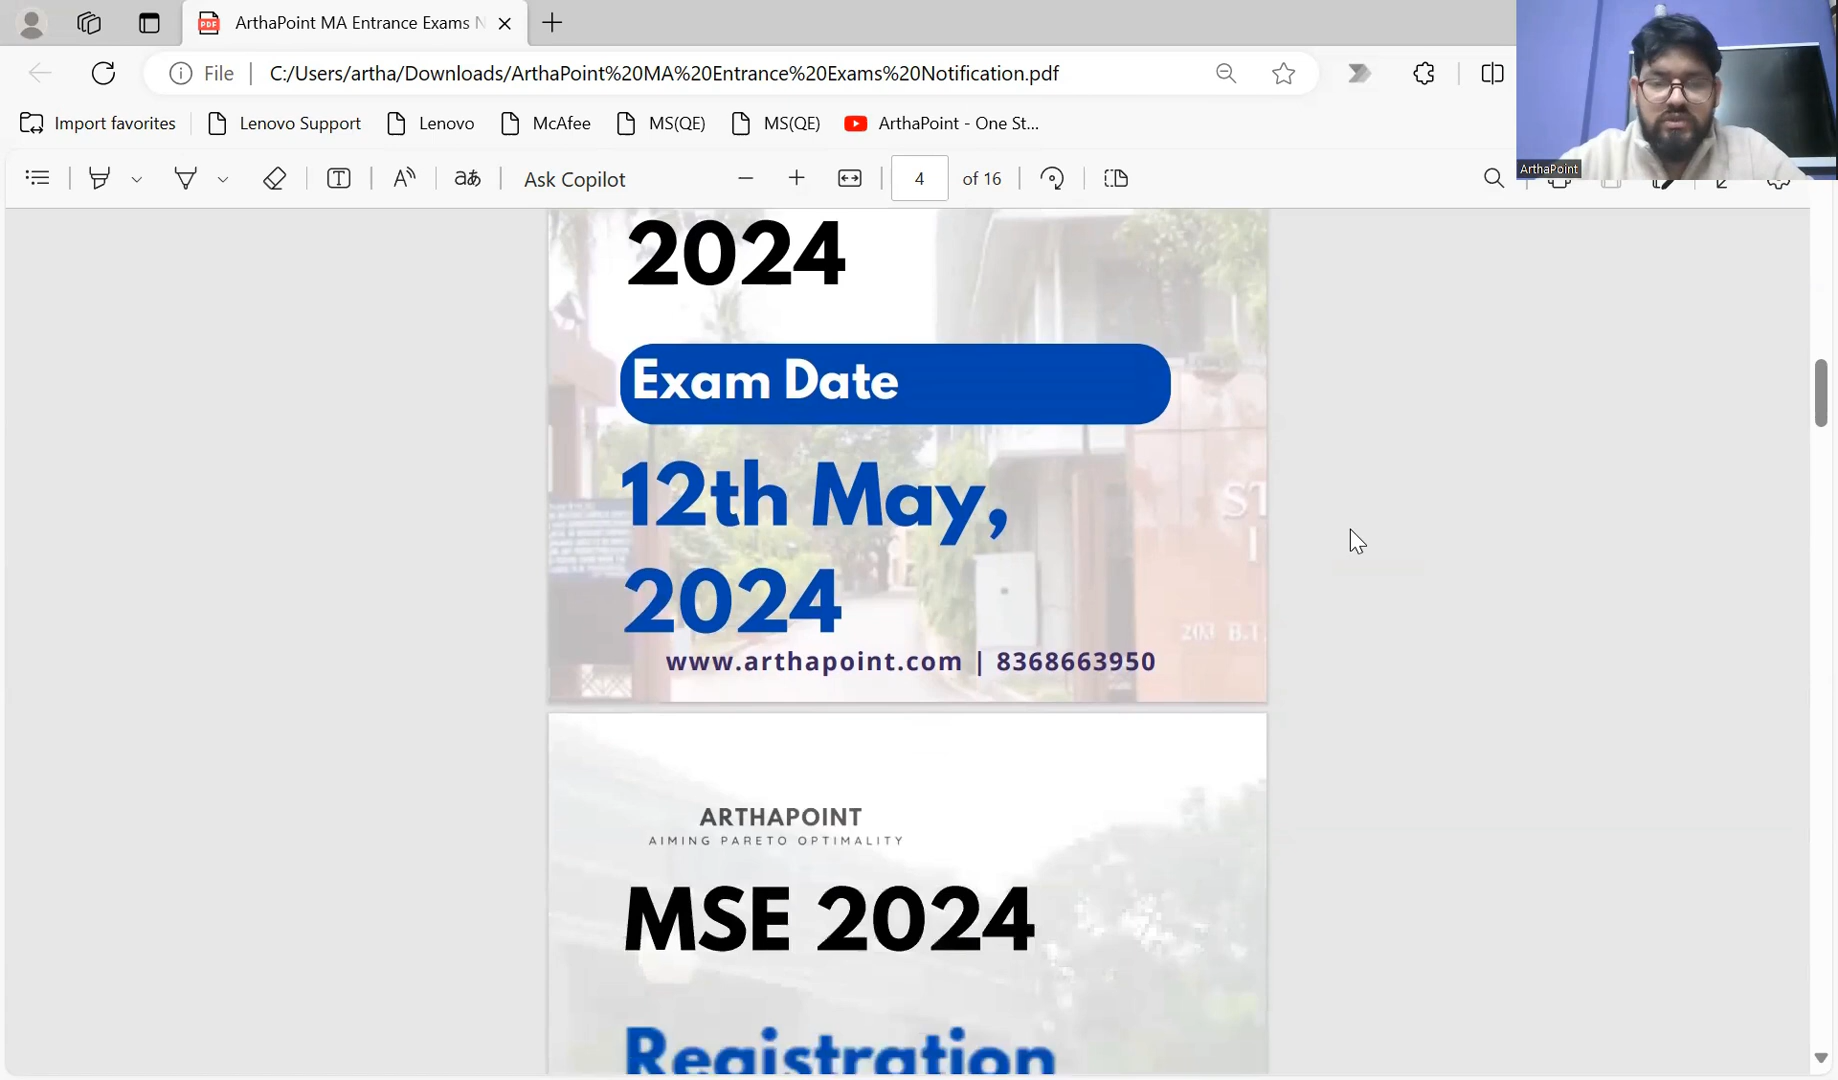 ArthaPoint MA Entrance Exams N
File
C:/Users/artha/Downloads/ArthaPoint%20MA%20Entrance%20Exams%20Notification.pdf
Import favorites
Lenovo Support
Lenovo
McAfee
MS(QE)
MS(QE)
ArthaPoint - One St...
ArthaPoint
Ask Copilot
4
of 16
2024
Exam Date
12th May,
2024
203 B.T.
www.arthapoint.com | 8368663950
ARTHAPOINT
AIMING PARETO OPTIMALITY
MSE 2024
Registration